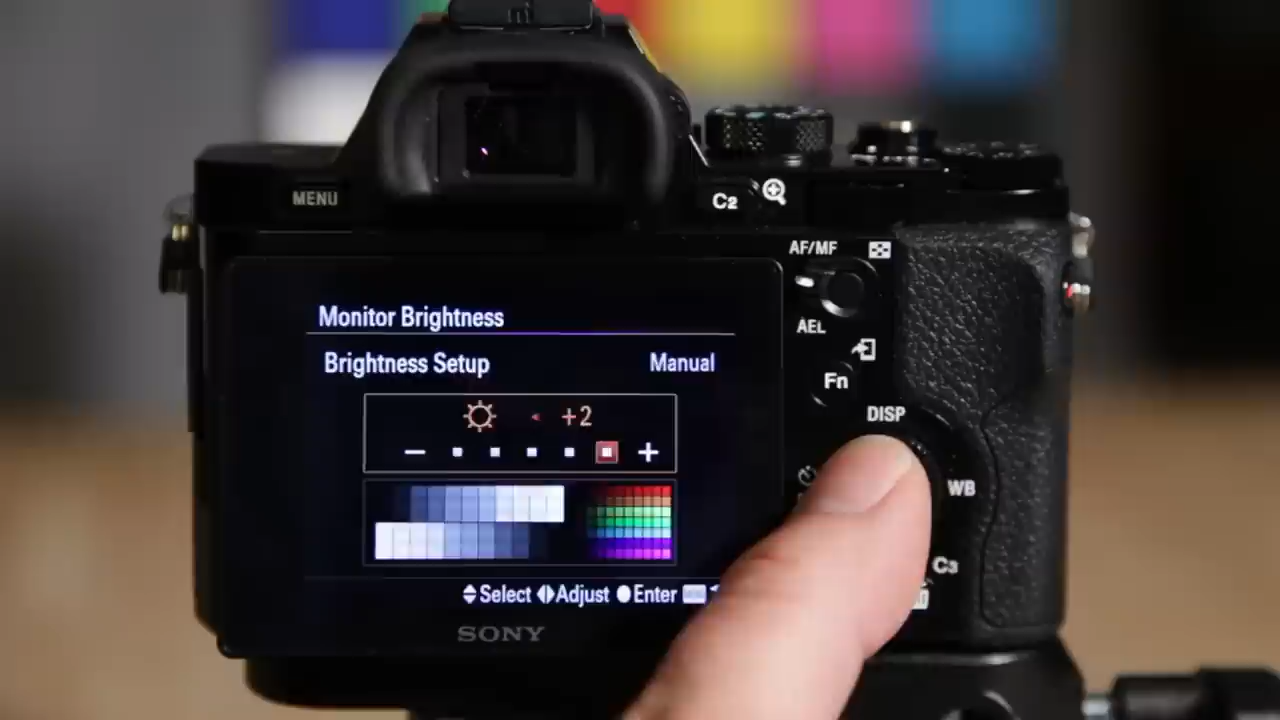 MENU
C2
AF/MF
AEL
Fn
DISP
WB
C3
Monitor Brightness
Brightness Setup Manual
+2
− +
Select Adjust Enter
SONY